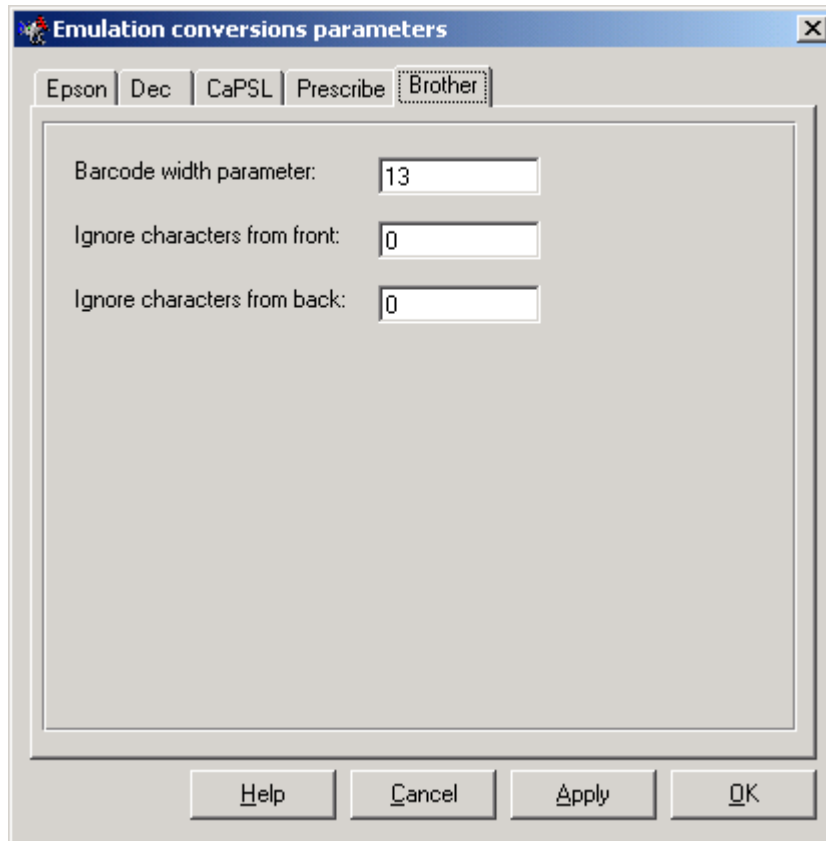 Emulation conversions parameters
Epson Dec CaPSL Prescribe Brother
Barcode width parameter: 13
Ignore characters from front: 0
Ignore characters from back: 0
Help Cancel Apply OK